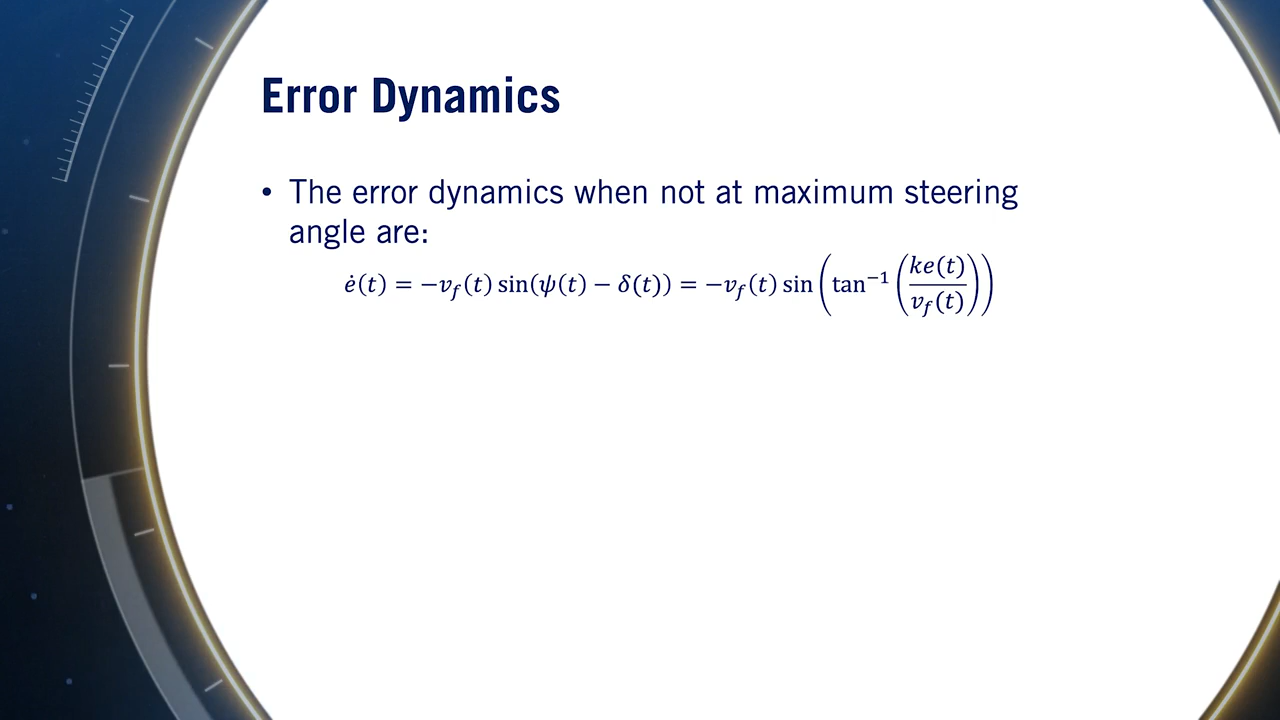 Error Dynamics
• The error dynamics when not at maximum steering
angle are:
ė(t) = −v_f(t) sin(ψ(t) − δ(t)) = −v_f(t) sin(tan⁻¹(ke(t)/v_f(t)))